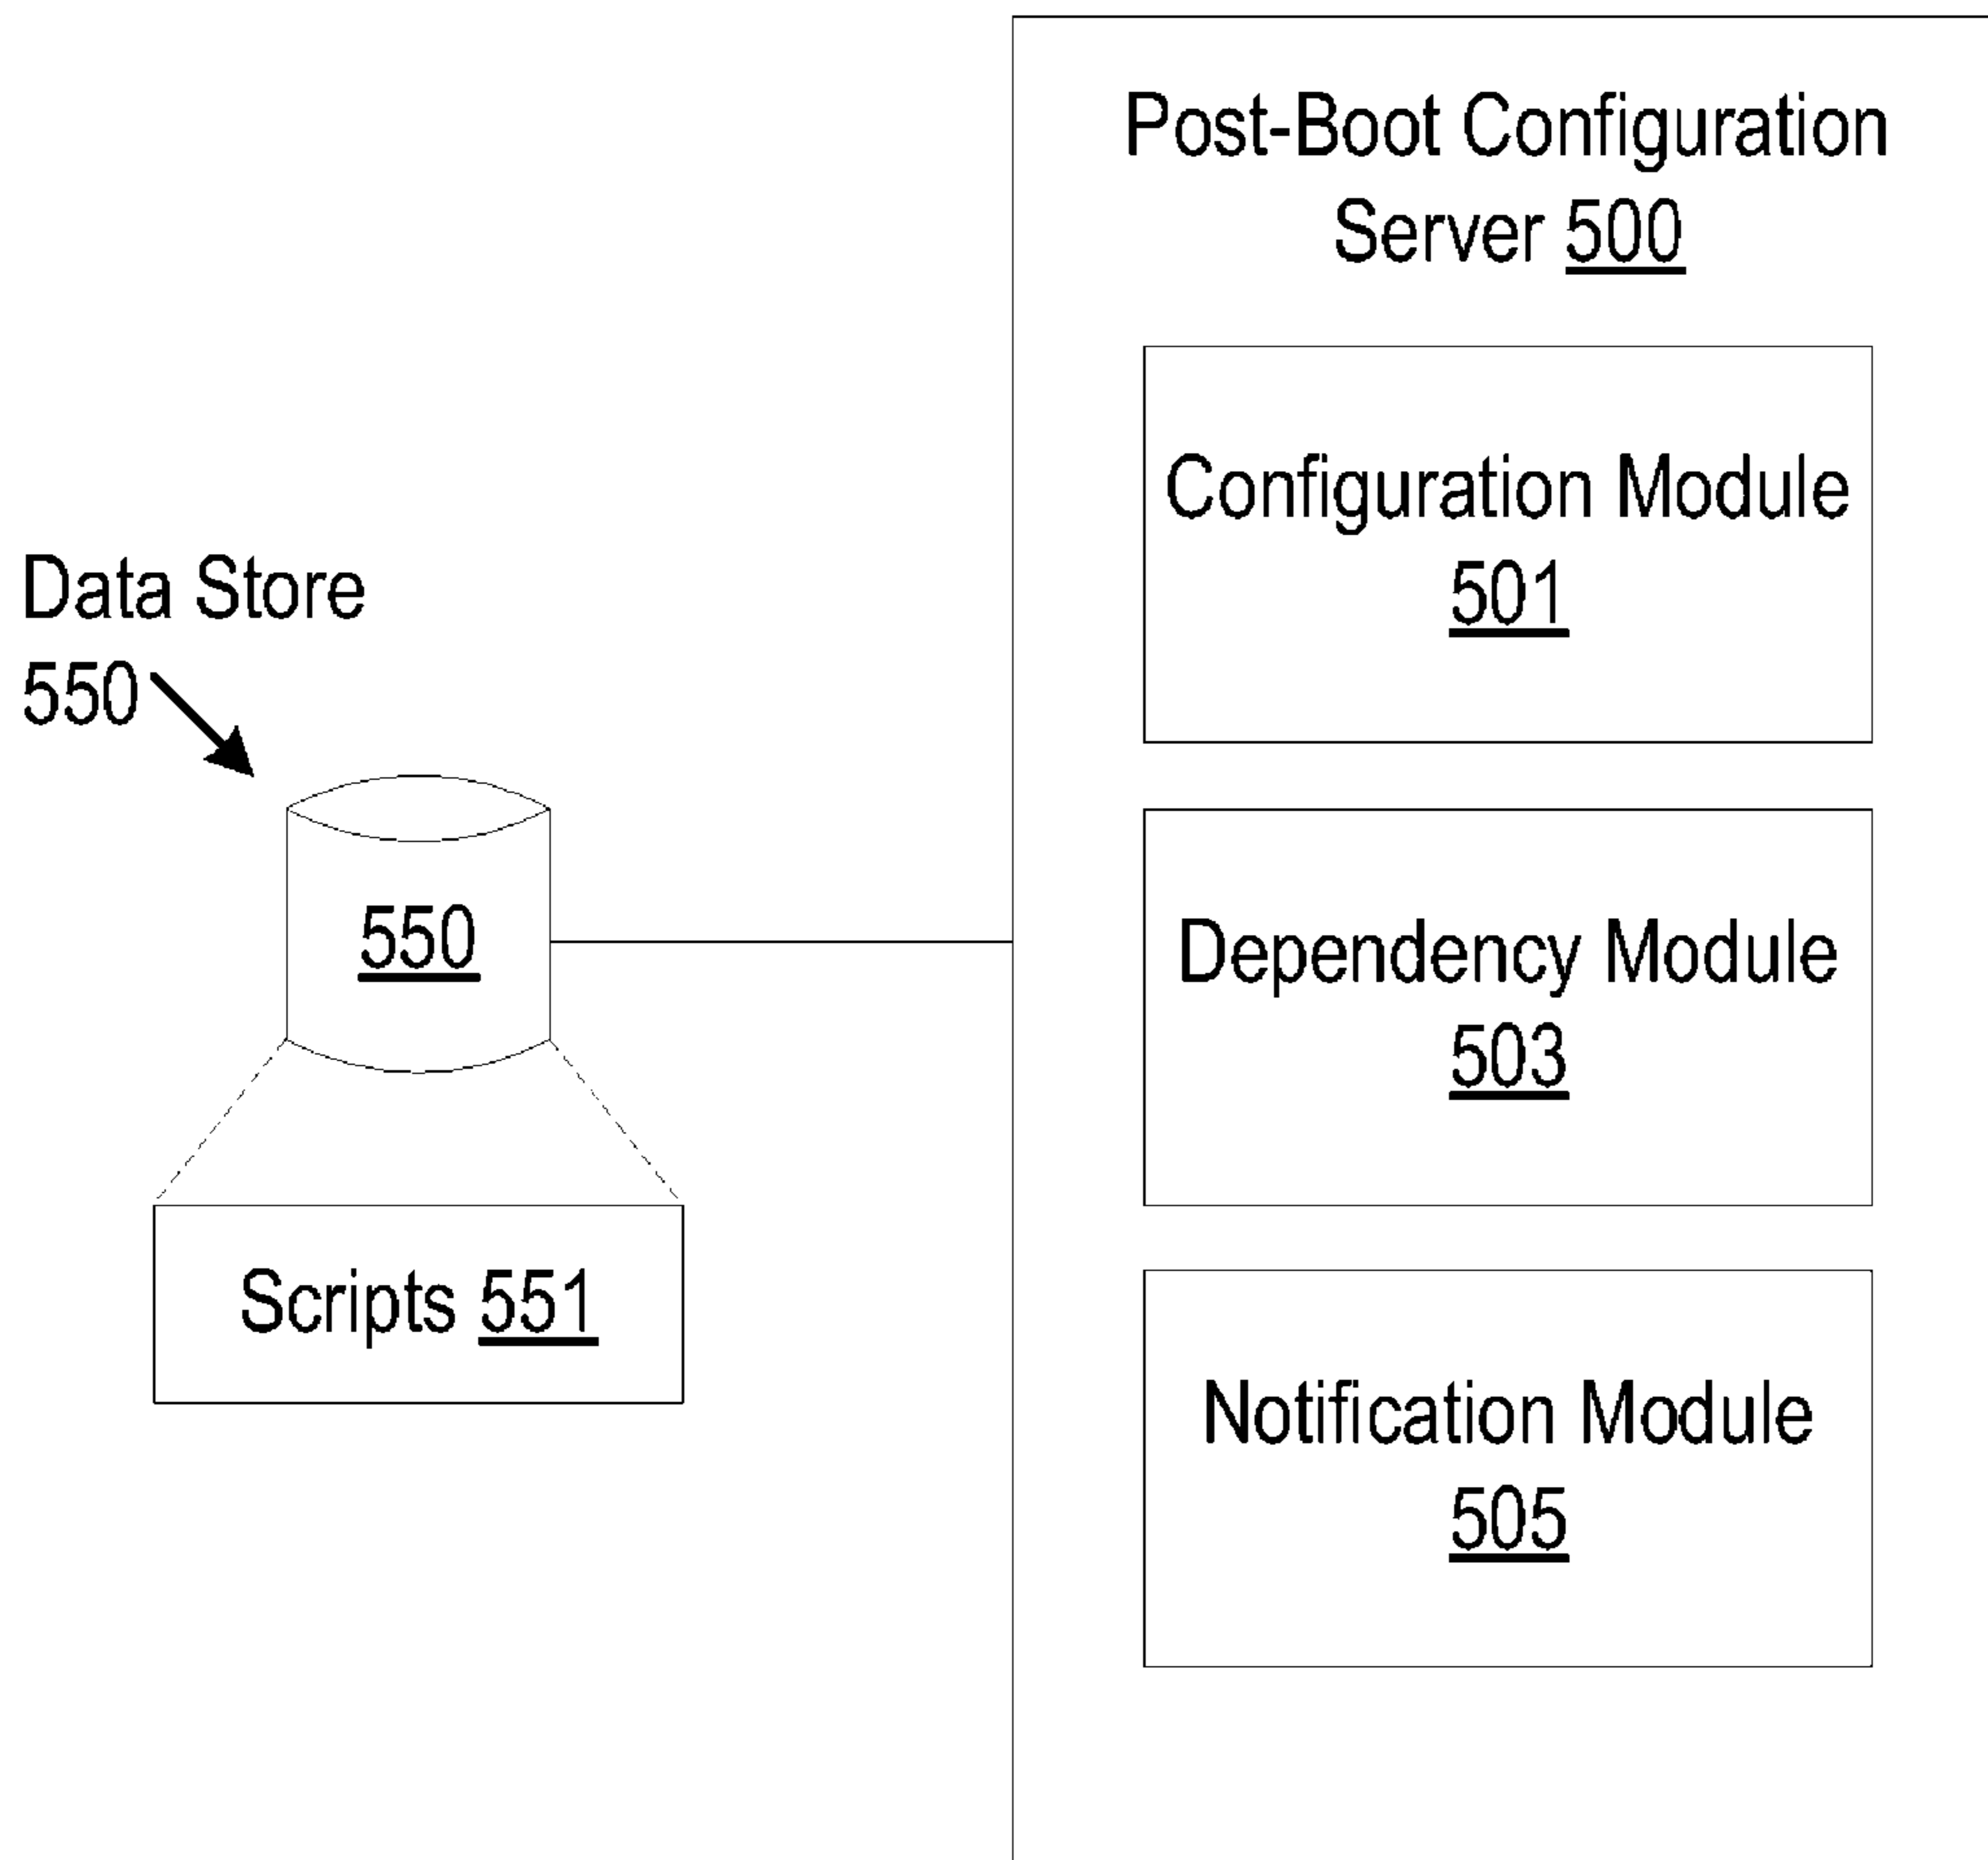 Post-Boot Configuration
Server 500
Configuration Module
501
Data Store
550
550
Dependency Module
503
Scripts 551
Notification Module
505